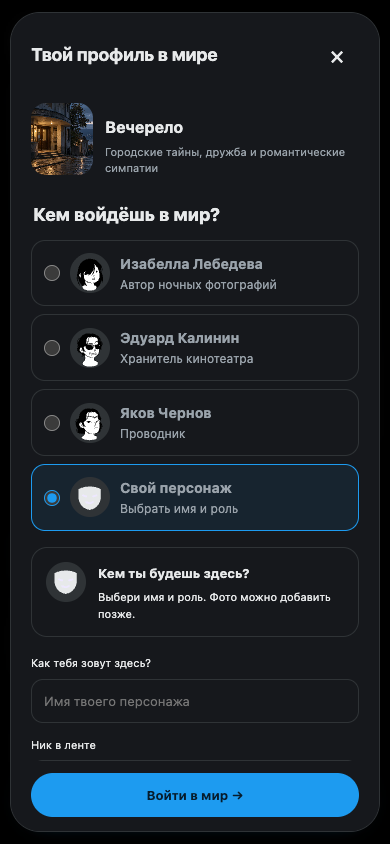 Твой профиль в мире
Вечерело
Городские тайны, дружба и романтические
симпатии
Кем войдёшь в мир?
Изабелла Лебедева
Автор ночных фотографий
Эдуард Калинин
Хранитель кинотеатра
Яков Чернов
Проводник
Свой персонаж
Выбрать имя и роль
Кем ты будешь здесь?
Выбери имя и роль. Фото можно добавить
позже.
Как тебя зовут здесь?
Имя твоего персонажа
Ник в ленте
Войти в мир →